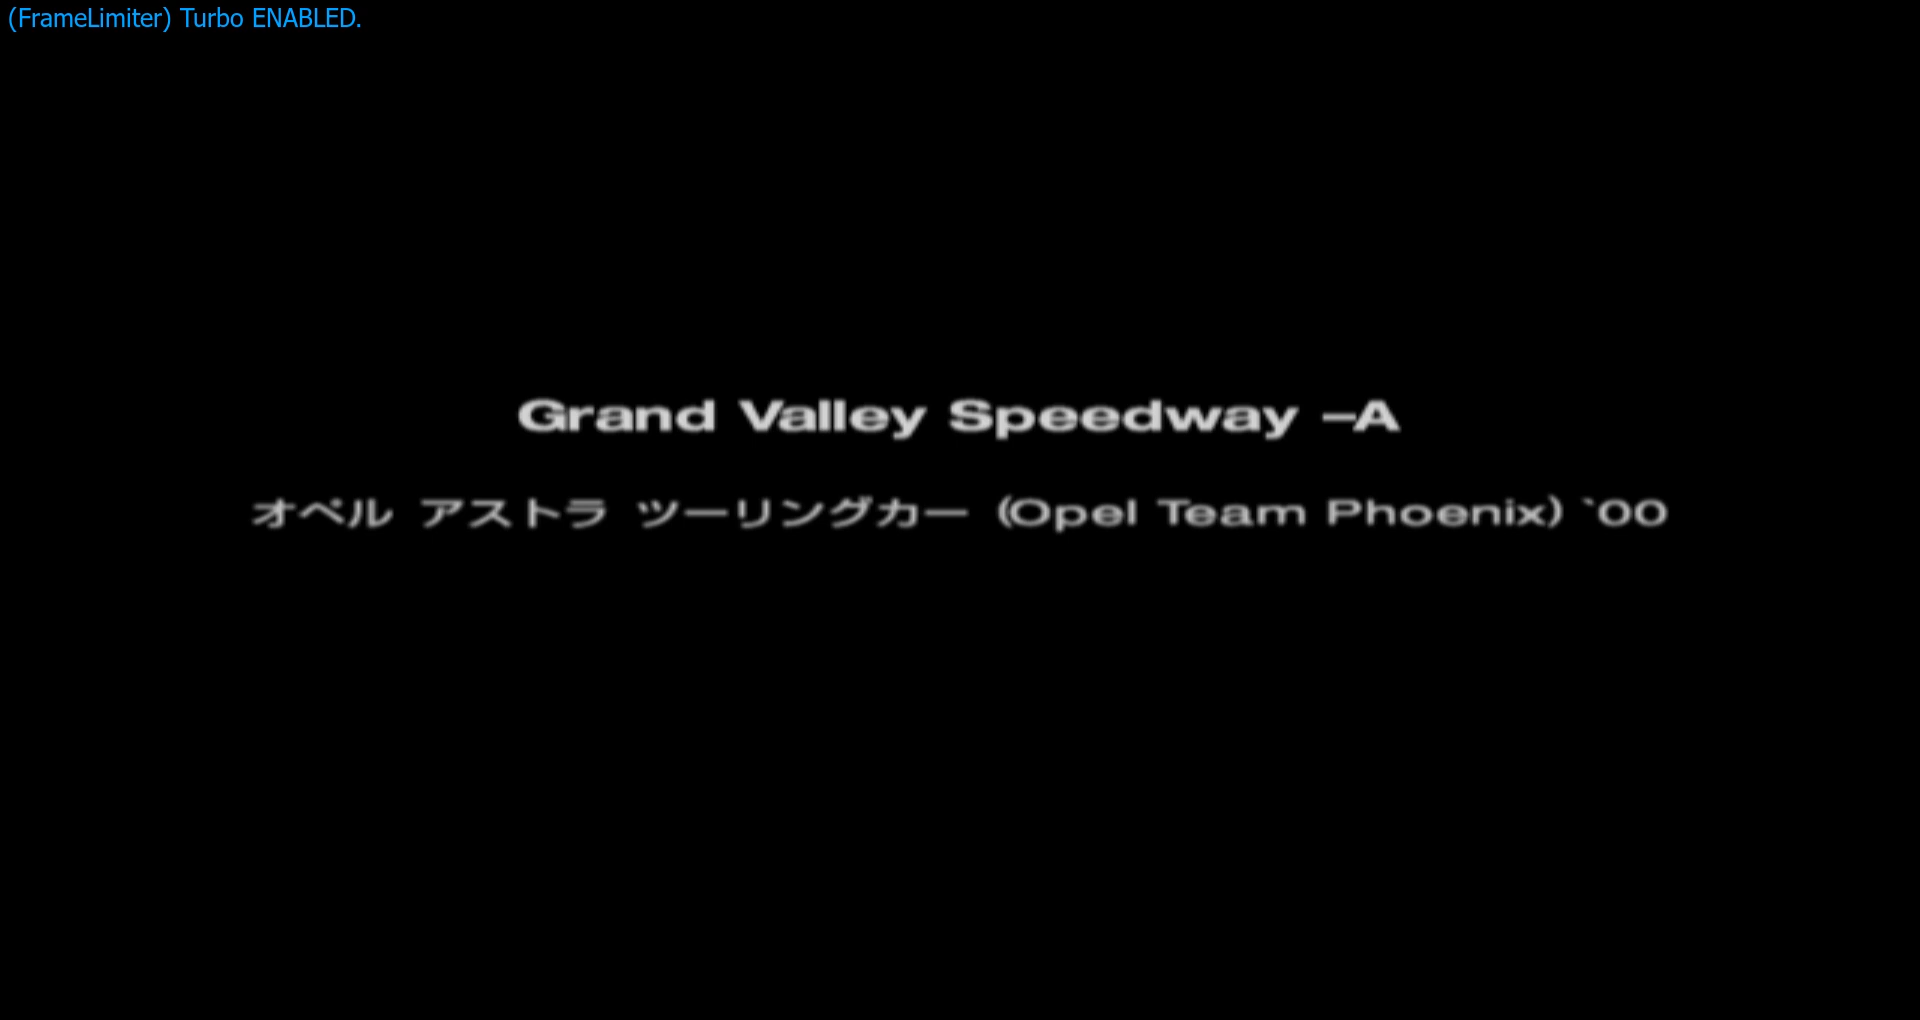 (FrameLimiter) Turbo ENABLED.
Grand Valley Speedway –A
オペル アストラ ツーリングカー (Opel Team Phoenix) `00